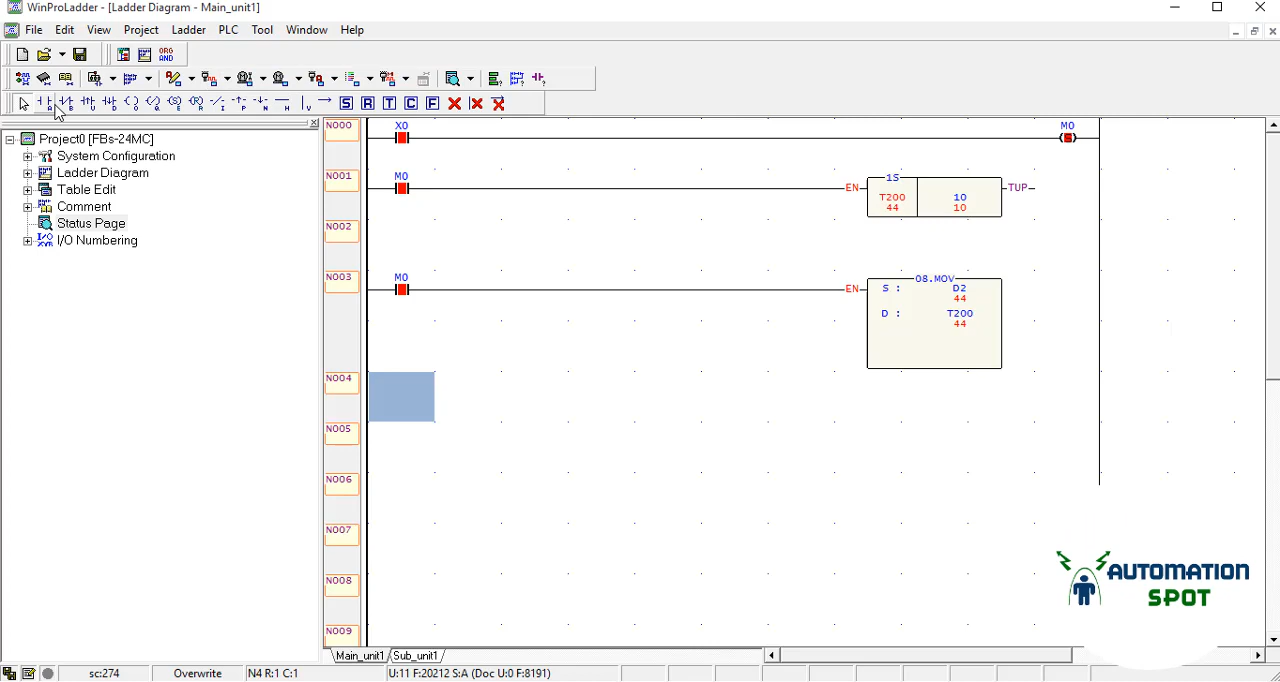 WinProLadder - [Ladder Diagram - Main_unit1]
File Edit View Project Ladder PLC Tool Window Help
ORG
AND
A B U D O Q E R I P N H V S R T C F
Project0 [FBs-24MC]
System Configuration
Ladder Diagram
Table Edit
Comment
Status Page
I/O Numbering
N000 X0 M0
S
N001 M0 1S
EN T200 10 TUP
44 10
N002
N003 M0 08.MOV
EN S : D2
44
D : T200
44
N004
N005
N006
N007
N008
N009
AUTOMATION
SPOT
Main_unit1 Sub_unit1
sc:274 Overwrite N4 R:1 C:1 U:11 F:20212 S:A (Doc U:0 F:8191)